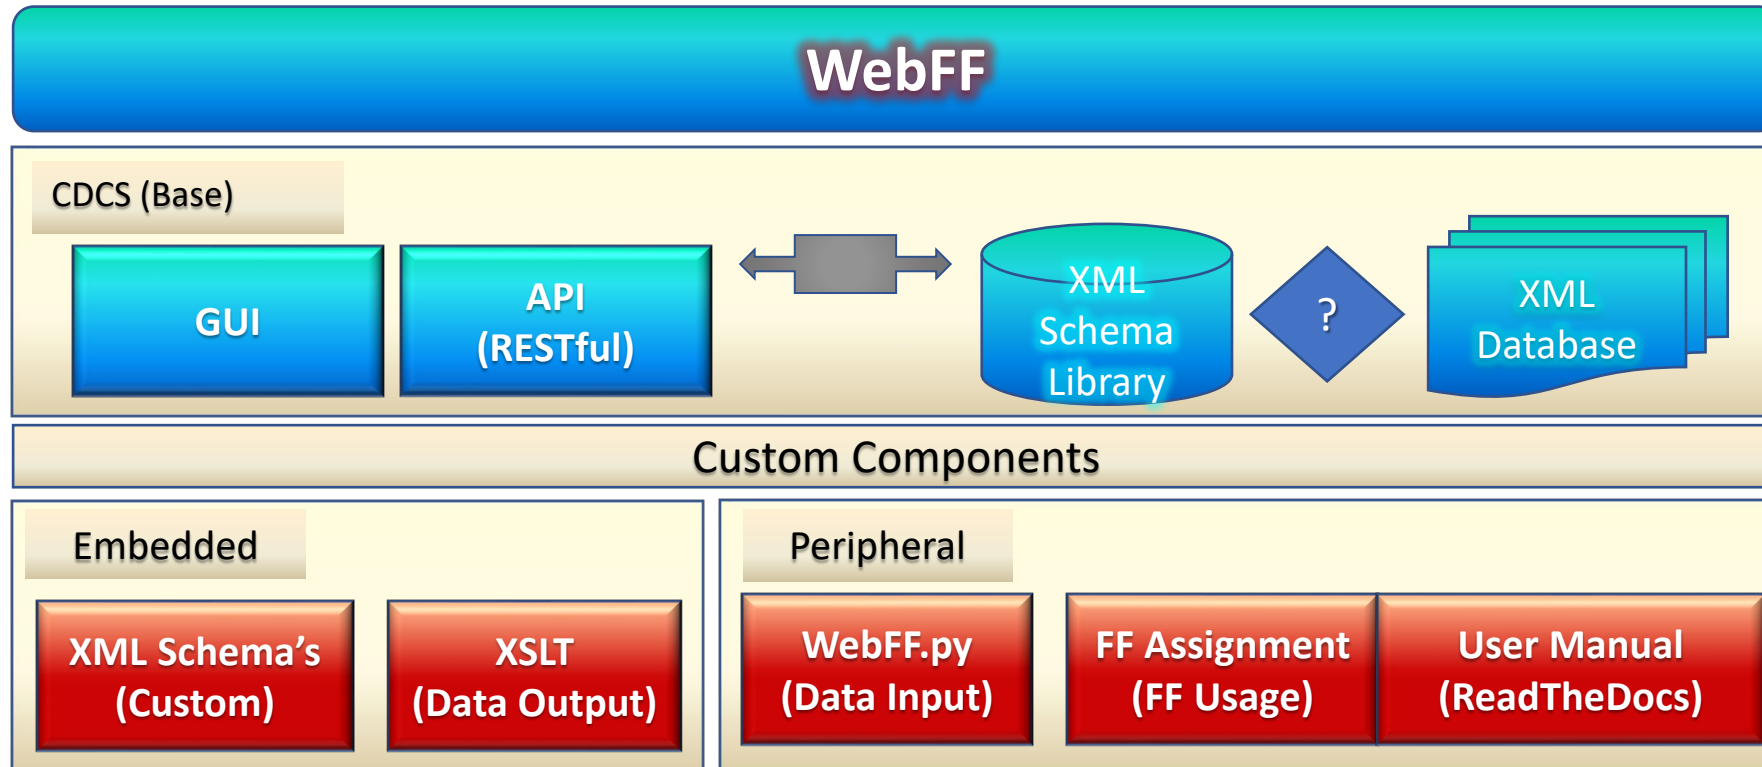 WebFF
CDCS (Base)
GUI
API
(RESTful)
XML
Schema
Library
?
XML
Database
Custom Components
Embedded
XML Schema’s
(Custom)
XSLT
(Data Output)
Peripheral
WebFF.py
(Data Input)
FF Assignment
(FF Usage)
User Manual
(ReadTheDocs)